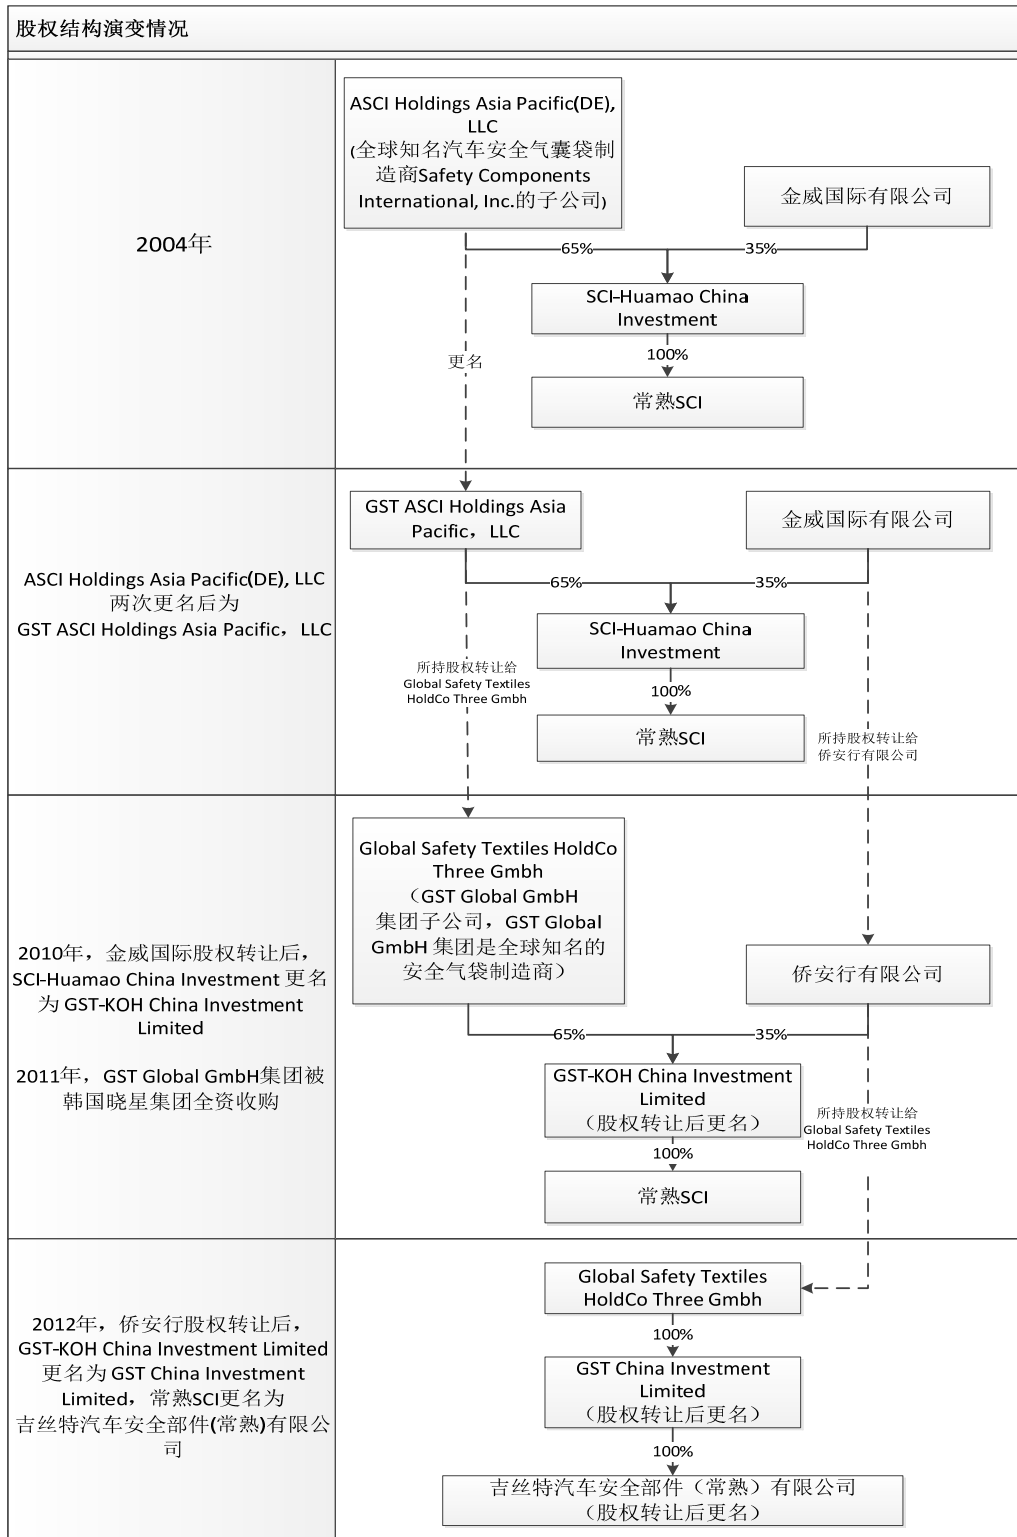 股权结构演变情况
2004年
ASCI Holdings Asia Pacific(DE),
LLC
(全球知名汽车安全气囊袋制
造商Safety Components
International, Inc.的子公司)
金威国际有限公司
65%
35%
SCI-Huamao China
Investment
100%
常熟SCI
更名
ASCI Holdings Asia Pacific(DE), LLC
两次更名后为
GST ASCI Holdings Asia Pacific，LLC
GST ASCI Holdings Asia
Pacific，LLC
金威国际有限公司
65%
35%
SCI-Huamao China
Investment
100%
常熟SCI
所持股权转让给
Global Safety Textiles
HoldCo Three Gmbh
所持股权转让给
侨安行有限公司
2010年，金威国际股权转让后，
SCI-Huamao China Investment 更名
为 GST-KOH China Investment
Limited
2011年，GST Global GmbH集团被
韩国晓星集团全资收购
Global Safety Textiles HoldCo
Three Gmbh
（GST Global GmbH
集团子公司，GST Global
GmbH 集团是全球知名的
安全气袋制造商）
侨安行有限公司
65%
35%
GST-KOH China Investment
Limited
（股权转让后更名）
100%
常熟SCI
所持股权转让给
Global Safety Textiles
HoldCo Three Gmbh
2012年，侨安行股权转让后，
GST-KOH China Investment Limited
更名为 GST China Investment
Limited，常熟SCI更名为
吉丝特汽车安全部件(常熟)有限公
司
Global Safety Textiles
HoldCo Three Gmbh
100%
GST China Investment
Limited
（股权转让后更名）
100%
吉丝特汽车安全部件（常熟）有限公司
（股权转让后更名）